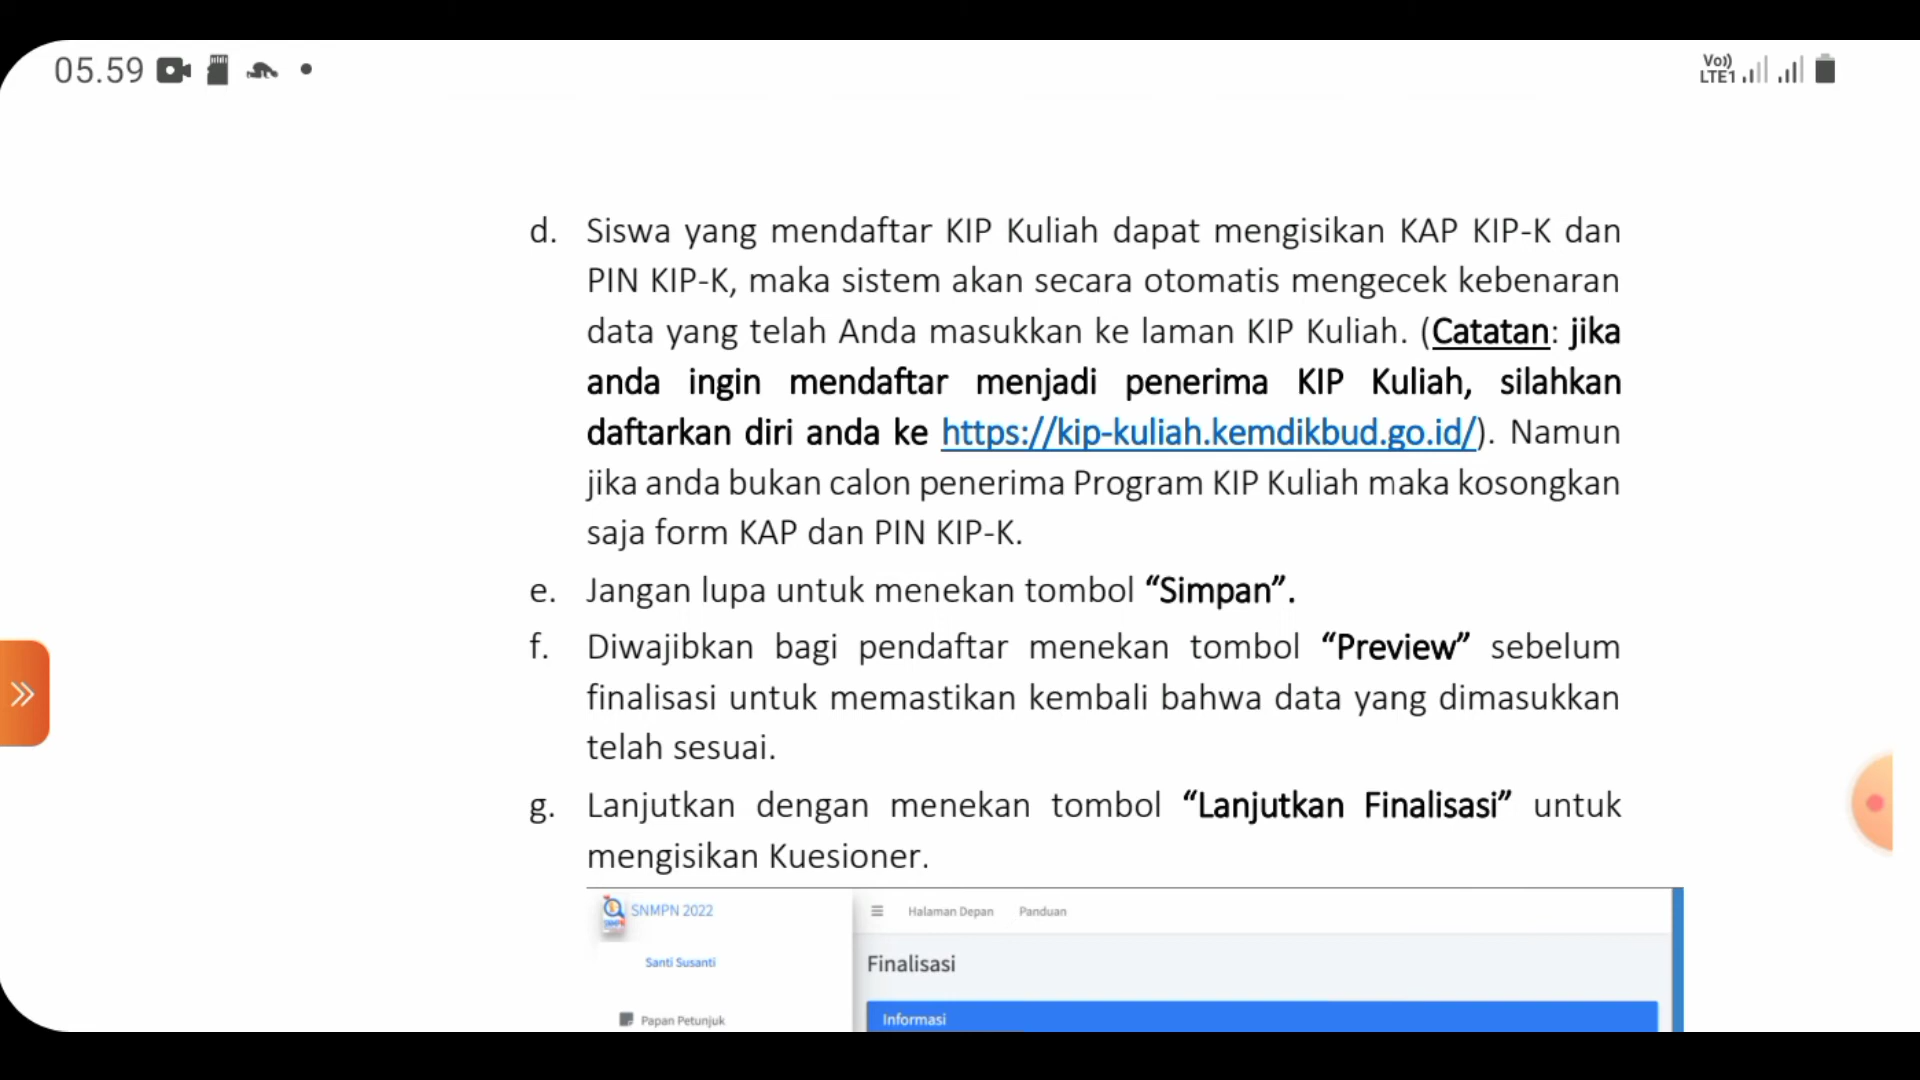 05.59
Vo))
LTE1
d. Siswa yang mendaftar KIP Kuliah dapat mengisikan KAP KIP-K dan
PIN KIP-K, maka sistem akan secara otomatis mengecek kebenaran
data yang telah Anda masukkan ke laman KIP Kuliah. (Catatan: jika
anda ingin mendaftar menjadi penerima KIP Kuliah, silahkan
daftarkan diri anda ke https://kip-kuliah.kemdikbud.go.id/). Namun
jika anda bukan calon penerima Program KIP Kuliah maka kosongkan
saja form KAP dan PIN KIP-K.
e. Jangan lupa untuk menekan tombol “Simpan”.
f. Diwajibkan bagi pendaftar menekan tombol “Preview” sebelum
finalisasi untuk memastikan kembali bahwa data yang dimasukkan
telah sesuai.
g. Lanjutkan dengan menekan tombol “Lanjutkan Finalisasi” untuk
mengisikan Kuesioner.
SNMPN 2022
Halaman Depan Panduan
Santi Susanti
Finalisasi
Papan Petunjuk
Informasi